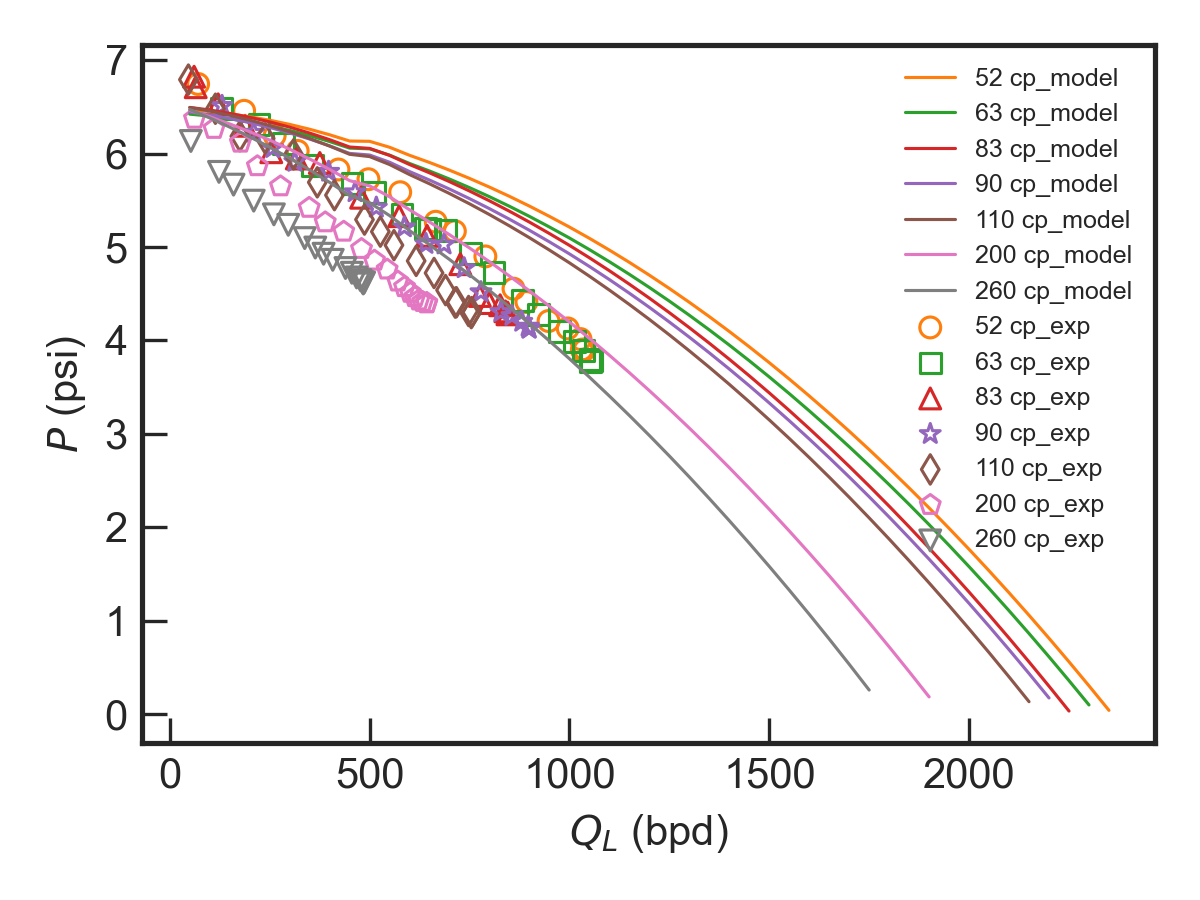 7
6
5
4
3
2
1
0
P (psi)
0 500 1000 1500 2000
Q_L (bpd)
52 cp_model
63 cp_model
83 cp_model
90 cp_model
110 cp_model
200 cp_model
260 cp_model
52 cp_exp
63 cp_exp
83 cp_exp
90 cp_exp
110 cp_exp
200 cp_exp
260 cp_exp